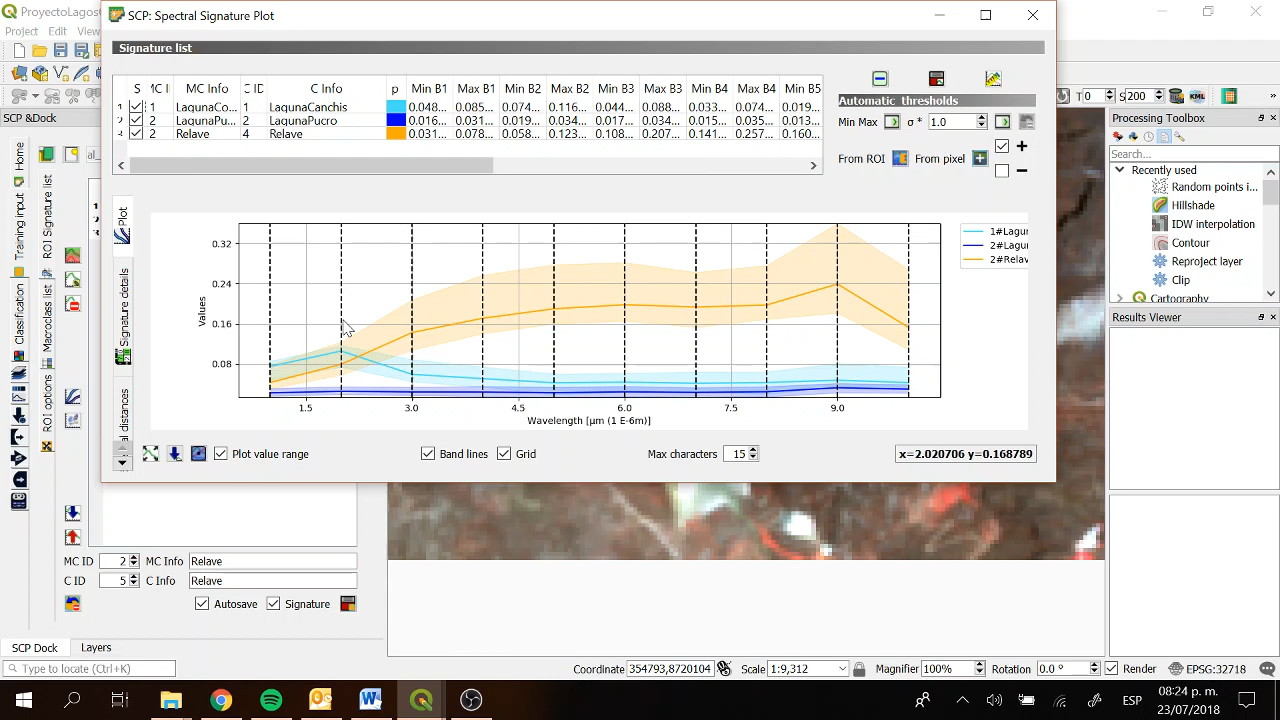 ProyectoLagos
SCP: Spectral Signature Plot
Project Edit
Signature list
S MC I MC Info C ID C Info p Min B1 Max B1 Min B2 Max B2 Min B3 Max B3 Min B4 Max B4 Min B5
1 1 LagunaCo... 1 LagunaCanchis 0.048... 0.085... 0.074... 0.116... 0.044... 0.088... 0.033... 0.074... 0.019...
2 LagunaPu... 2 LagunaPucro 0.016... 0.031... 0.019... 0.034... 0.017... 0.034... 0.015... 0.035... 0.013...
2 Relave 4 Relave 0.031... 0.078... 0.058... 0.123... 0.108... 0.207... 0.141... 0.257... 0.160...
Automatic thresholds
Min Max σ * 1.0
From ROI From pixel
T 0 S 200
SCP &Dock
Home
Training input
Classification
ROI Signature list
Macroclass list
ROI options
Plot
Signature details
al distances
Values
0.32
0.24
0.16
0.08
1.5 3.0 4.5 6.0 7.5 9.0
Wavelength [µm (1 E-6m)]
1#Lagu
2#Lagu
2#Rela
Plot value range Band lines Grid Max characters 15 x=2.020706 y=0.168789
Processing Toolbox
Search...
Recently used
Random points i...
Hillshade
IDW interpolation
Contour
Reproject layer
Clip
Cartography
Results Viewer
MC ID 2 MC Info Relave
C ID 5 C Info Relave
Autosave Signature
SCP Dock Layers
Type to locate (Ctrl+K) Coordinate 354793,8720104 Scale 1:9,312 Magnifier 100% Rotation 0.0 ° Render EPSG:32718
ESP
08:24 p. m.
23/07/2018